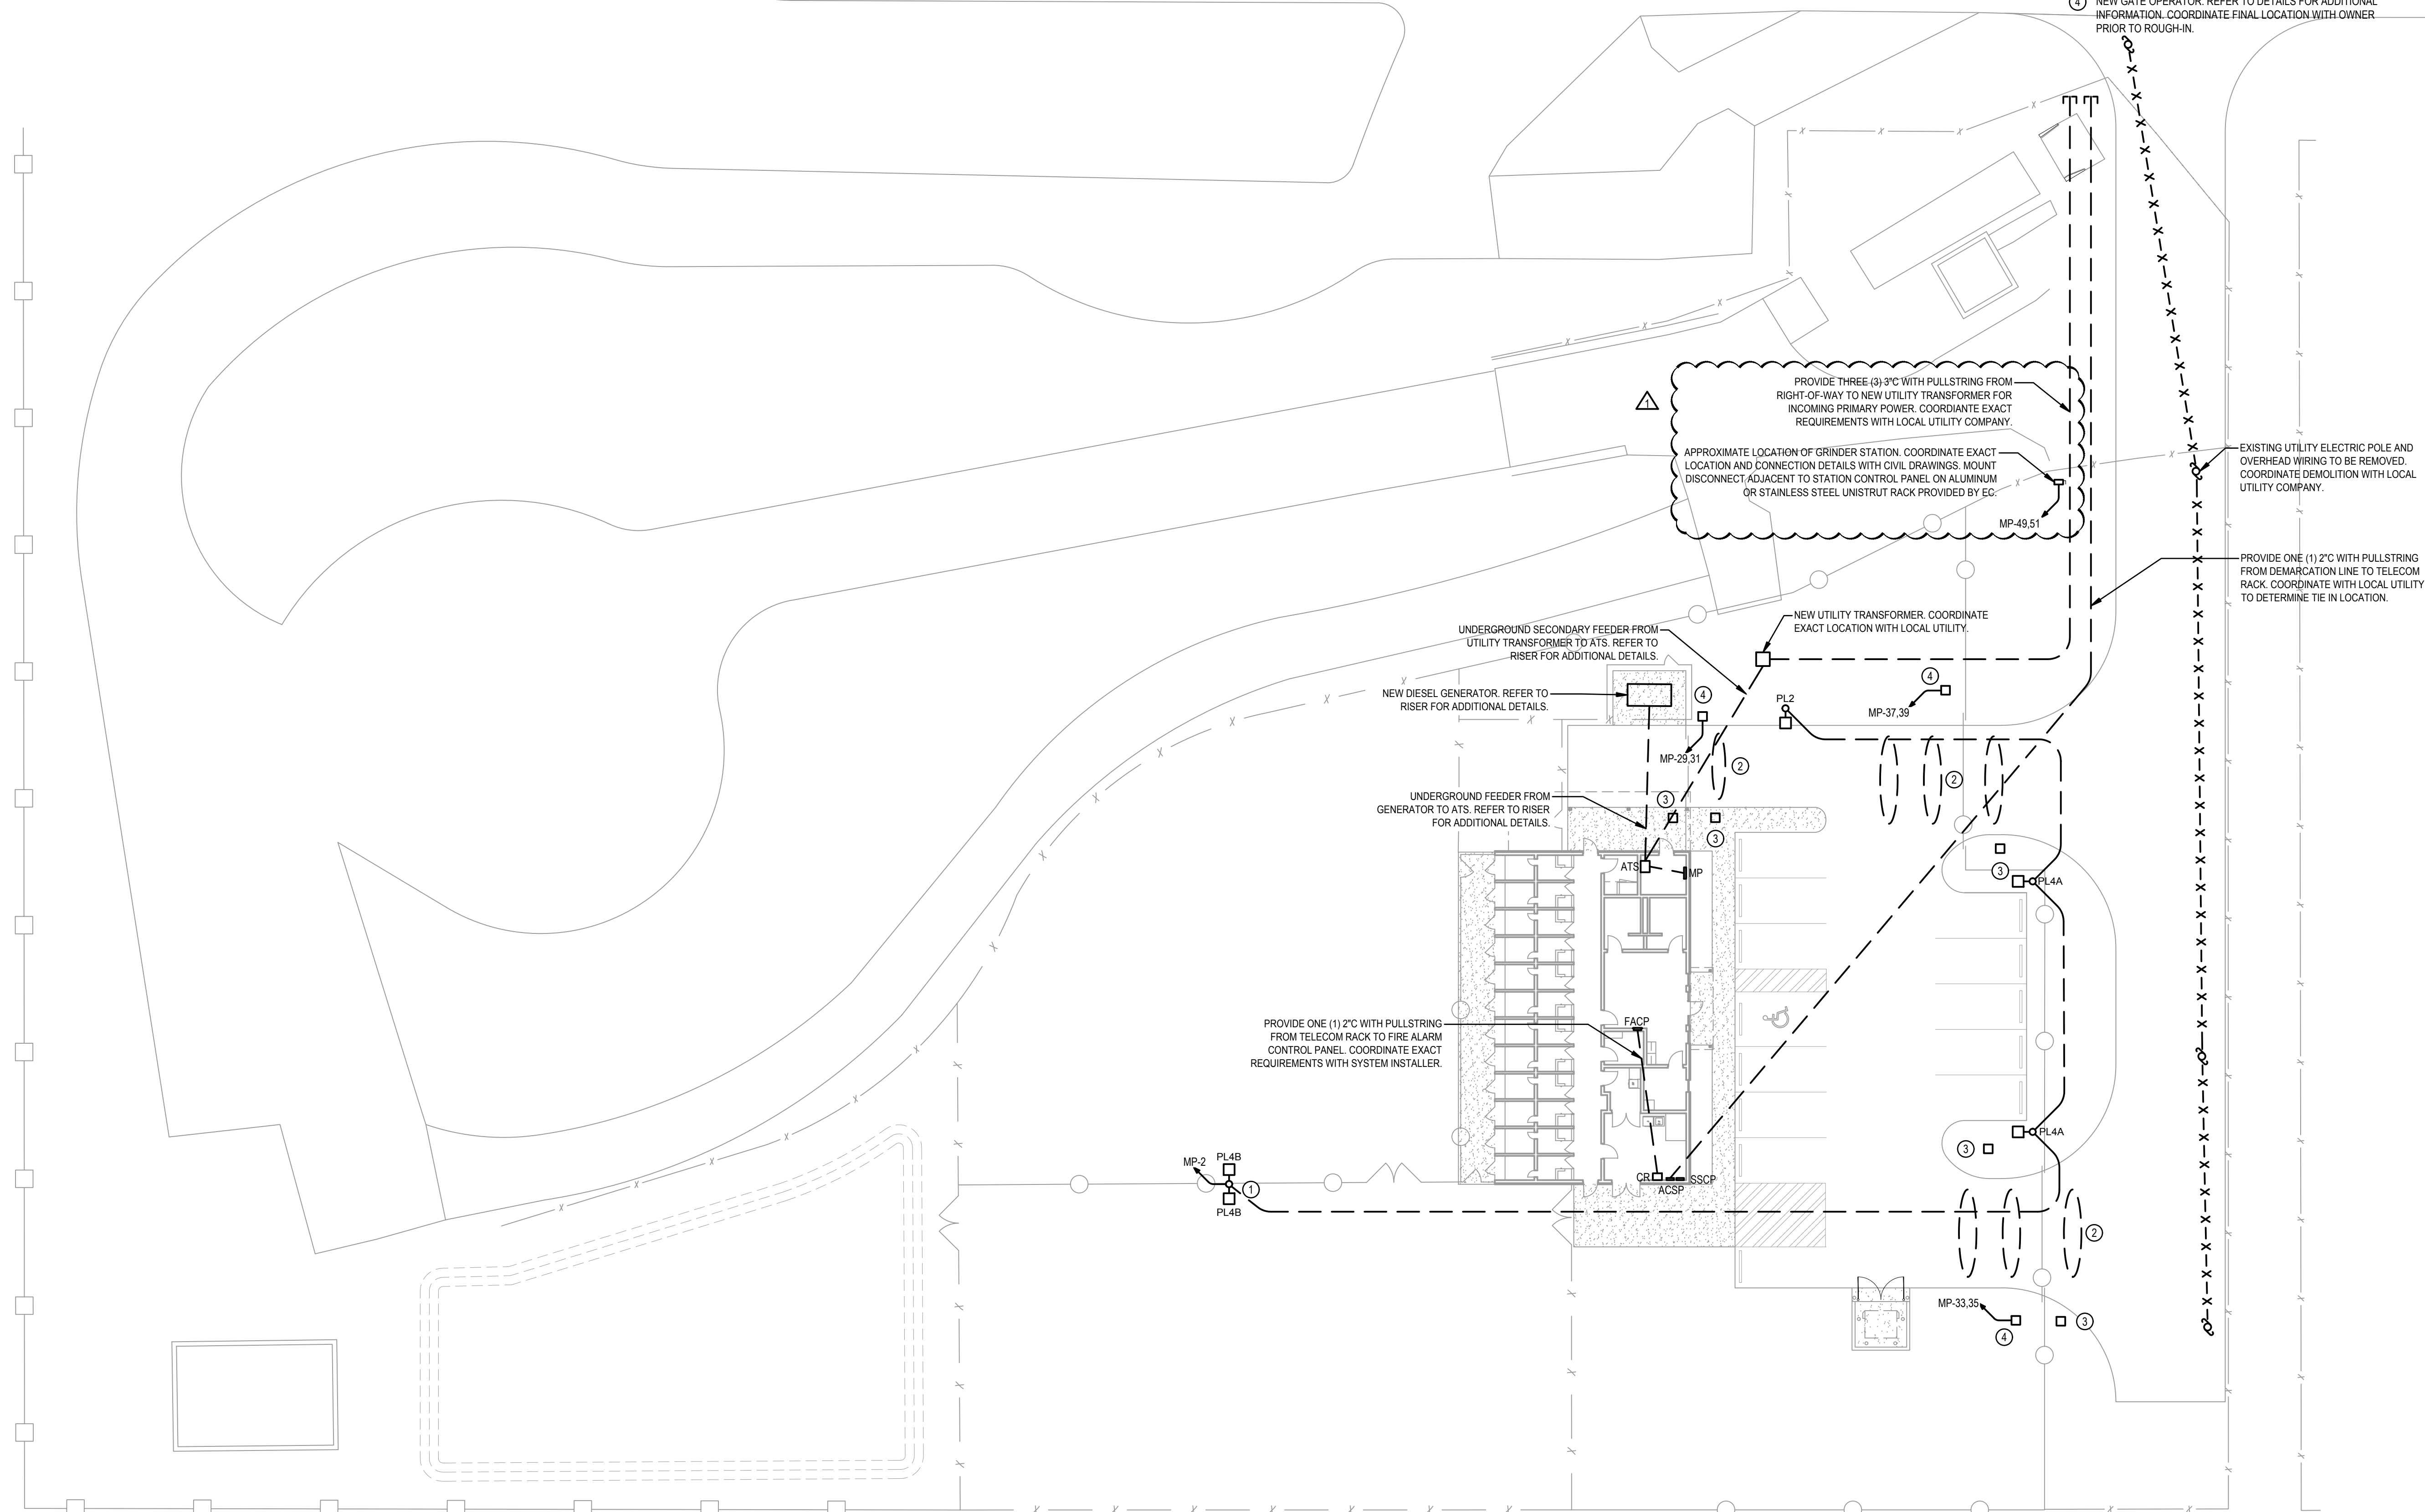 4 NEW GATE OPERATOR. REFER TO DETAILS FOR ADDITIONAL
INFORMATION. COORDINATE FINAL LOCATION WITH OWNER
PRIOR TO ROUGH-IN.
1
PROVIDE THREE (3) 3"C WITH PULLSTRING FROM
RIGHT-OF-WAY TO NEW UTILITY TRANSFORMER FOR
INCOMING PRIMARY POWER. COORDIANTE EXACT
REQUIREMENTS WITH LOCAL UTILITY COMPANY.
APPROXIMATE LOCATION OF GRINDER STATION. COORDINATE EXACT
LOCATION AND CONNECTION DETAILS WITH CIVIL DRAWINGS. MOUNT
DISCONNECT ADJACENT TO STATION CONTROL PANEL ON ALUMINUM
OR STAINLESS STEEL UNISTRUT RACK PROVIDED BY EC.
MP-49,51
EXISTING UTILITY ELECTRIC POLE AND
OVERHEAD WIRING TO BE REMOVED.
COORDINATE DEMOLITION WITH LOCAL
UTILITY COMPANY.
PROVIDE ONE (1) 2"C WITH PULLSTRING
FROM DEMARCATION LINE TO TELECOM
RACK. COORDINATE WITH LOCAL UTILITY
TO DETERMINE TIE IN LOCATION.
NEW UTILITY TRANSFORMER. COORDINATE
EXACT LOCATION WITH LOCAL UTILITY.
UNDERGROUND SECONDARY FEEDER FROM
UTILITY TRANSFORMER TO ATS. REFER TO
RISER FOR ADDITIONAL DETAILS.
NEW DIESEL GENERATOR. REFER TO
RISER FOR ADDITIONAL DETAILS.
4
4
PL2
MP-37,39
MP-29,31
2
2
UNDERGROUND FEEDER FROM
GENERATOR TO ATS. REFER TO RISER
FOR ADDITIONAL DETAILS.
3
3
ATS
MP
3
PL4A
PROVIDE ONE (1) 2"C WITH PULLSTRING
FROM TELECOM RACK TO FIRE ALARM
CONTROL PANEL. COORDINATE EXACT
REQUIREMENTS WITH SYSTEM INSTALLER.
FACP
PL4A
3
MP-2
PL4B
1
PL4B
CR
ACSP
SSCP
2
MP-33,35
4
3